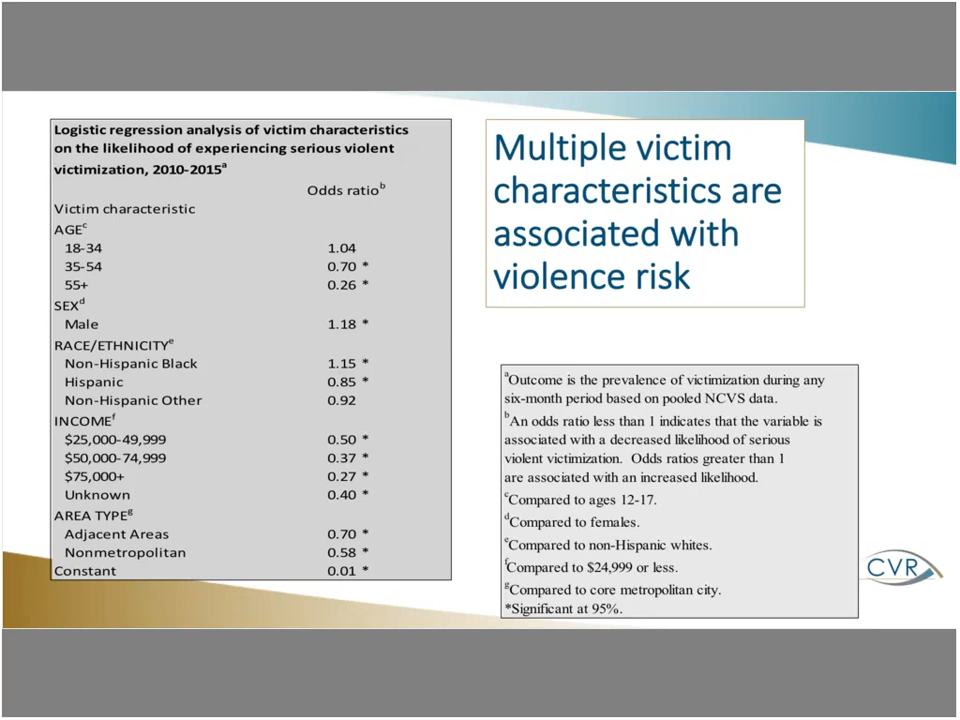 Logistic regression analysis of victim characteristics
on the likelihood of experiencing serious violent
victimization, 2010-2015a
Odds ratiob
Victim characteristic
AGEc
18-34 1.04
35-54 0.70 *
55+ 0.26 *
SEXd
Male 1.18 *
RACE/ETHNICITYe
Non-Hispanic Black 1.15 *
Hispanic 0.85 *
Non-Hispanic Other 0.92
INCOMEf
$25,000-49,999 0.50 *
$50,000-74,999 0.37 *
$75,000+ 0.27 *
Unknown 0.40 *
AREA TYPEg
Adjacent Areas 0.70 *
Nonmetropolitan 0.58 *
Constant 0.01 *
Multiple victim
characteristics are
associated with
violence risk
aOutcome is the prevalence of victimization during any
six-month period based on pooled NCVS data.
bAn odds ratio less than 1 indicates that the variable is
associated with a decreased likelihood of serious
violent victimization. Odds ratios greater than 1
are associated with an increased likelihood.
cCompared to ages 12-17.
dCompared to females.
eCompared to non-Hispanic whites.
fCompared to $24,999 or less.
gCompared to core metropolitan city.
*Significant at 95%.
CVR